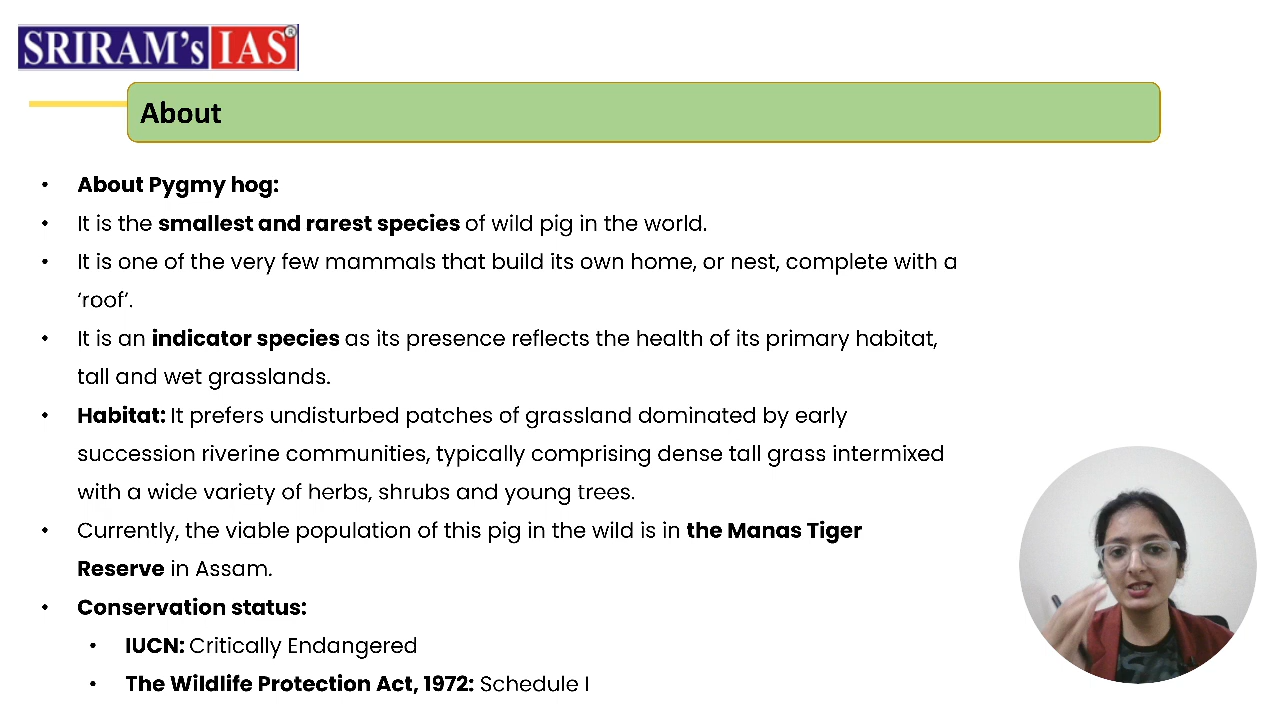 SRIRAM's IAS ®
About
• About Pygmy hog:
• It is the smallest and rarest species of wild pig in the world.
• It is one of the very few mammals that build its own home, or nest, complete with a
‘roof’.
• It is an indicator species as its presence reflects the health of its primary habitat,
tall and wet grasslands.
• Habitat: It prefers undisturbed patches of grassland dominated by early
succession riverine communities, typically comprising dense tall grass intermixed
with a wide variety of herbs, shrubs and young trees.
• Currently, the viable population of this pig in the wild is in the Manas Tiger
Reserve in Assam.
• Conservation status:
• IUCN: Critically Endangered
• The Wildlife Protection Act, 1972: Schedule I